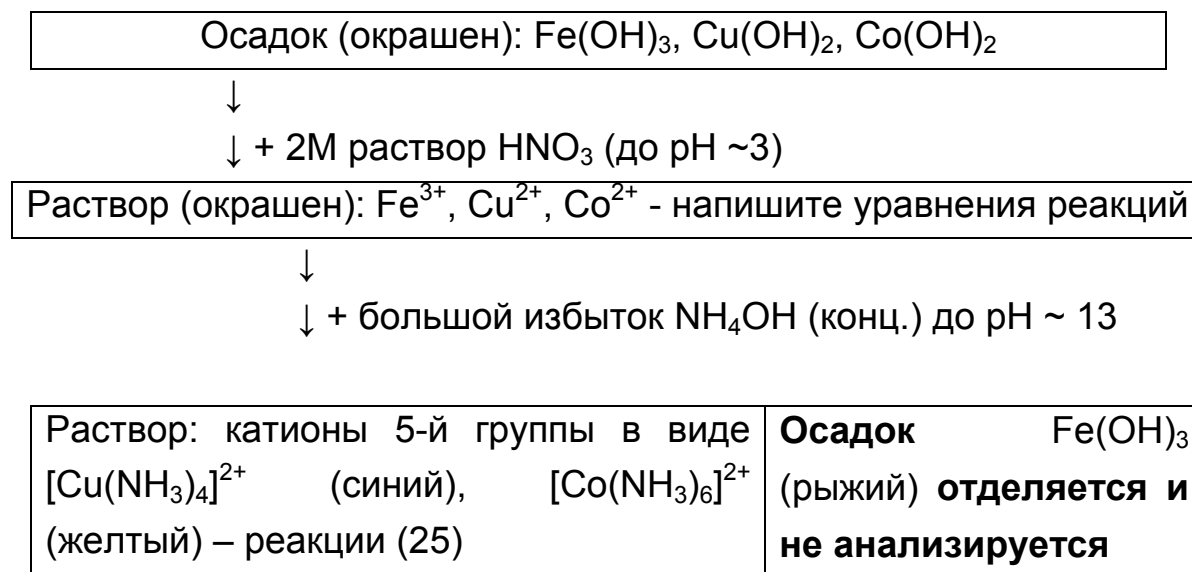 Осадок (окрашен): Fe(OH)₃, Cu(OH)₂, Co(OH)₂
↓
↓ + 2М раствор HNO₃ (до pH ~3)
Раствор (окрашен): Fe³⁺, Cu²⁺, Co²⁺ - напишите уравнения реакций
↓
↓ + большой избыток NH₄OH (конц.) до pH ~ 13
Раствор: катионы 5-й группы в виде
[Cu(NH₃)₄]²⁺ (синий), [Co(NH₃)₆]²⁺
(желтый) – реакции (25)
Осадок Fe(OH)₃
(рыжий) отделяется и
не анализируется